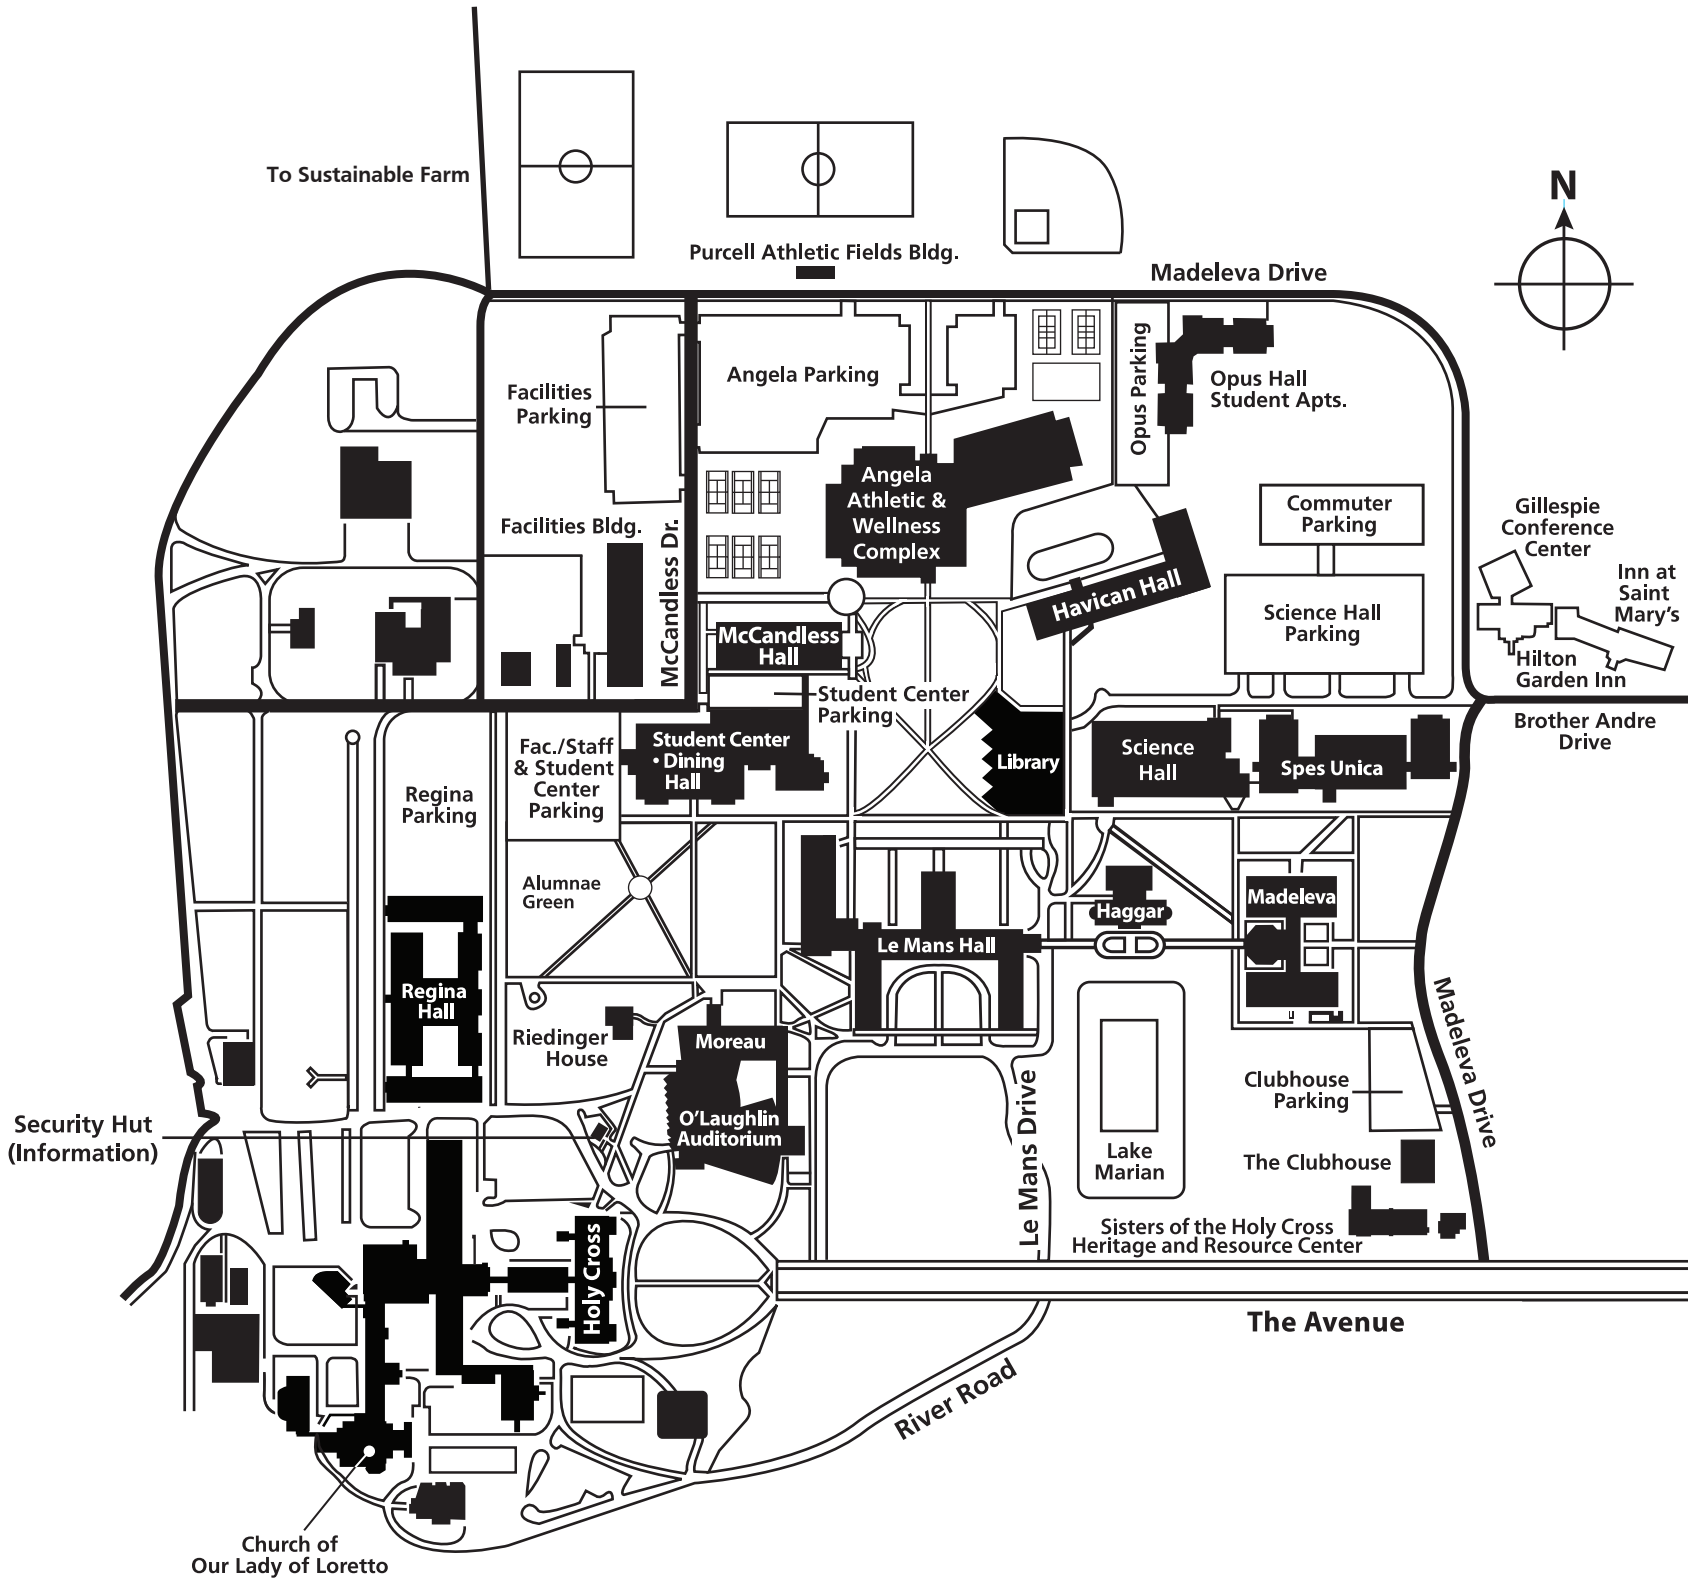 N
To Sustainable Farm
Purcell Athletic Fields Bldg.
Madeleva Drive
Opus Parking
Angela Parking
Facilities
Parking
Opus Hall
Student Apts.
Angela
Athletic &
Wellness
Complex
Commuter
Parking
Gillespie
Conference
Center
Facilities Bldg.
McCandless Dr.
Havican Hall
Inn at
Saint
Mary's
Science Hall
Parking
McCandless
Hall
Hilton
Garden Inn
Student Center
Parking
Brother Andre
Drive
Fac./Staff
& Student
Center
Parking
Student Center
• Dining
Hall
Library
Science
Hall
Spes Unica
Regina
Parking
Alumnae
Green
Haggar
Madeleva
Le Mans Hall
Regina
Hall
Riedinger
House
Moreau
Madeleva Drive
Le Mans Drive
Clubhouse
Parking
Security Hut
(Information)
O'Laughlin
Auditorium
Lake
Marian
The Clubhouse
Holy Cross
Sisters of the Holy Cross
Heritage and Resource Center
The Avenue
River Road
Church of
Our Lady of Loretto